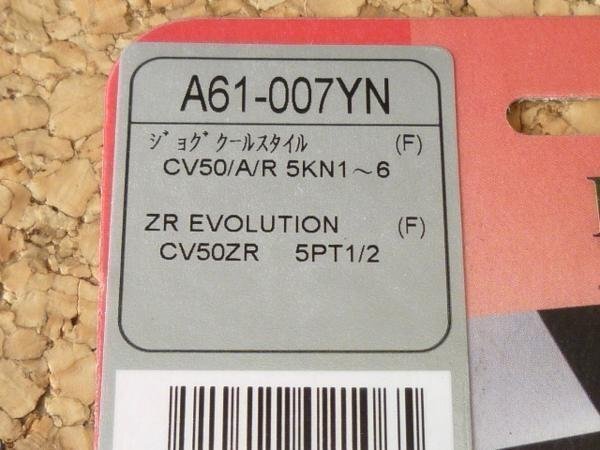 A61-007YN
ｼﾞｮｸﾞｸｰﾙｽﾀｲﾙ (F)
CV50/A/R 5KN1～6
ZR EVOLUTION (F)
CV50ZR 5PT1/2